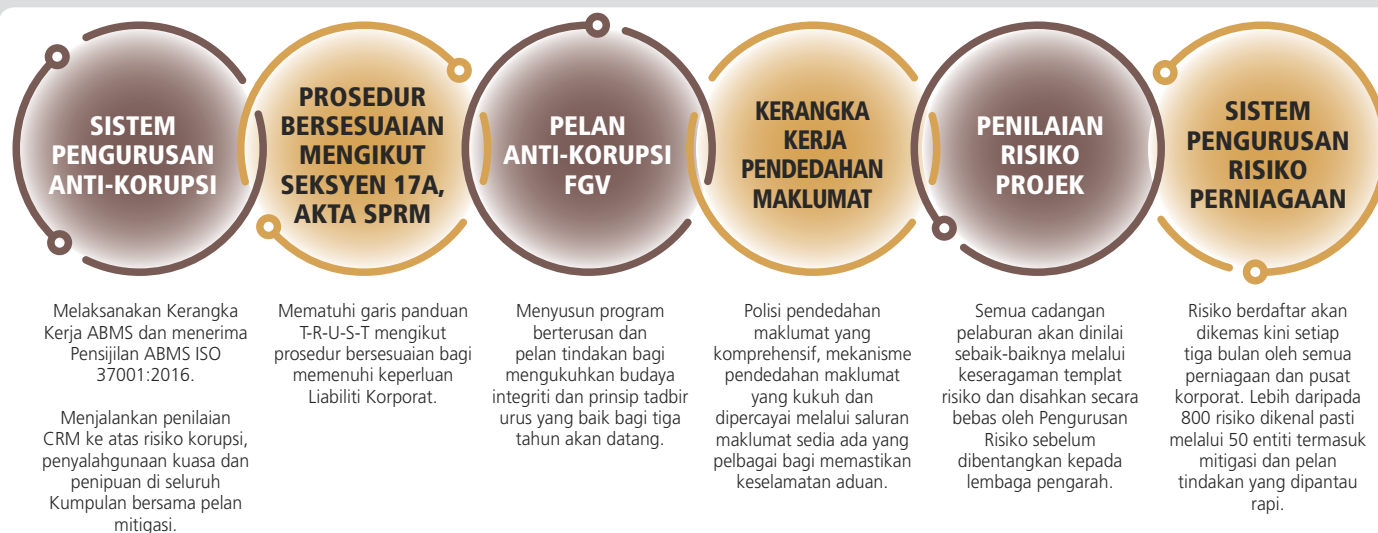 SISTEM
PENGURUSAN
ANTI-KORUPSI
Melaksanakan Kerangka
Kerja ABMS dan menerima
Pensijilan ABMS ISO
37001:2016.
Menjalankan penilaian
CRM ke atas risiko korupsi,
penyalahgunaan kuasa dan
penipuan di seluruh
Kumpulan bersama pelan
mitigasi.
PROSEDUR
BERSESUAIAN
MENGIKUT
SEKSYEN 17A,
AKTA SPRM
Mematuhi garis panduan
T-R-U-S-T mengikut
prosedur bersesuaian bagi
memenuhi keperluan
Liabiliti Korporat.
PELAN
ANTI-KORUPSI
FGV
Menyusun program
berterusan dan
pelan tindakan bagi
mengukuhkan budaya
integriti dan prinsip tadbir
urus yang baik bagi tiga
tahun akan datang.
KERANGKA
KERJA
PENDEDAHAN
MAKLUMAT
Polisi pendedahan
maklumat yang
komprehensif, mekanisme
pendedahan maklumat
yang kukuh dan
dipercayai melalui saluran
maklumat sedia ada yang
pelbagai bagi memastikan
keselamatan aduan.
PENILAIAN
RISIKO
PROJEK
Semua cadangan
pelaburan akan dinilai
sebaik-baiknya melalui
keseragaman templat
risiko dan disahkan secara
bebas oleh Pengurusan
Risiko sebelum
dibentangkan kepada
lembaga pengarah.
SISTEM
PENGURUSAN
RISIKO
PERNIAGAAN
Risiko berdaftar akan
dikemas kini setiap
tiga bulan oleh semua
perniagaan dan pusat
korporat. Lebih daripada
800 risiko dikenal pasti
melalui 50 entiti termasuk
mitigasi dan pelan
tindakan yang dipantau
rapi.